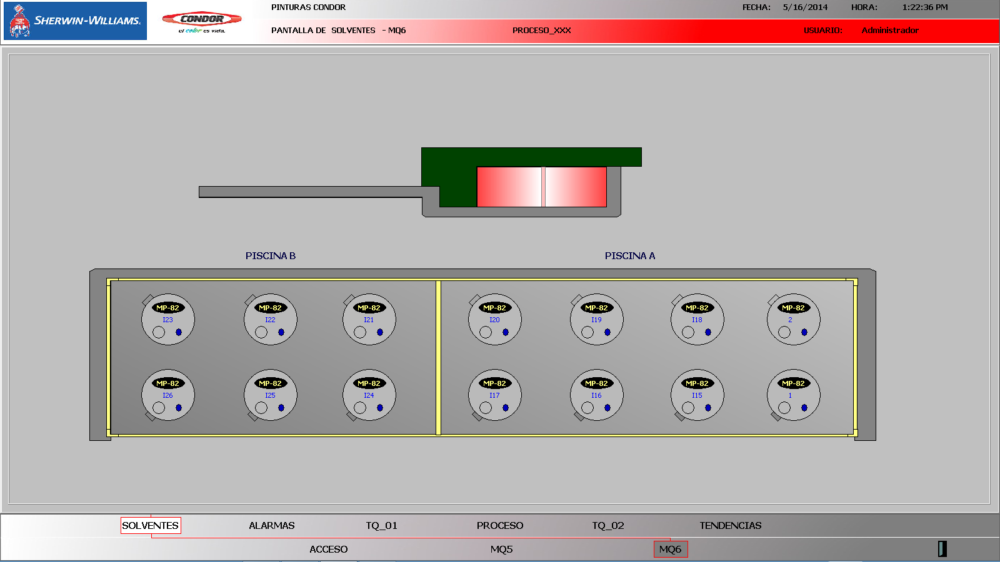 SHERWIN-WILLIAMS.
CONDOR
el color es vida.
PINTURAS CONDOR
FECHA: 5/16/2014 HORA: 1:22:36 PM
PANTALLA DE SOLVENTES - MQ6 PROCESO_XXX USUARIO: Administrador
PISCINA B PISCINA A
MP-82 MP-82 MP-82 MP-82 MP-82 MP-82 MP-82
I23 I22 I21 I20 I19 I18 2
MP-82 MP-82 MP-82 MP-82 MP-82 MP-82 MP-82
I26 I25 I24 I17 I16 I15 1
SOLVENTES ALARMAS TQ_01 PROCESO TQ_02 TENDENCIAS
ACCESO MQ5 MQ6